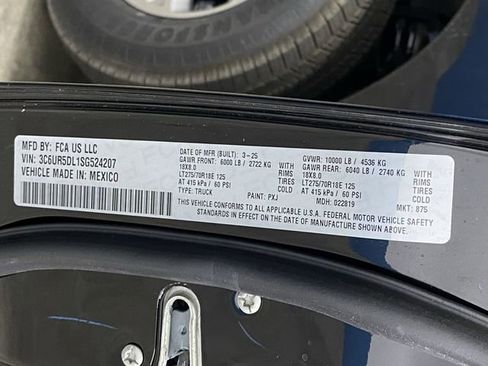 TRANSFORCE
MFD BY: FCA US LLC
VIN: 3C6UR5DL1SG524207
VEHICLE MADE IN: MEXICO
DATE OF MFR (BUILT): 3-25 GVWR: 10000 LB / 4536 KG
GAWR FRONT: 6000 LB / 2722 KG WITH GAWR REAR: 6040 LB / 2740 KG WITH
18X8.0 RIMS 18X8.0 RIMS
LT275/70R18E 125 TIRES LT275/70R18E 125 TIRES
AT 415 kPa / 60 PSI COLD AT 415 kPa / 60 PSI COLD
TYPE: TRUCK PAINT: PXJ MDH: 022819 MKT: 875
THIS VEHICLE CONFORMS TO ALL APPLICABLE U.S.A. FEDERAL MOTOR VEHICLE SAFETY
STANDARDS IN EFFECT ON THE DATE OF MANUFACTURE SHOWN ABOVE.